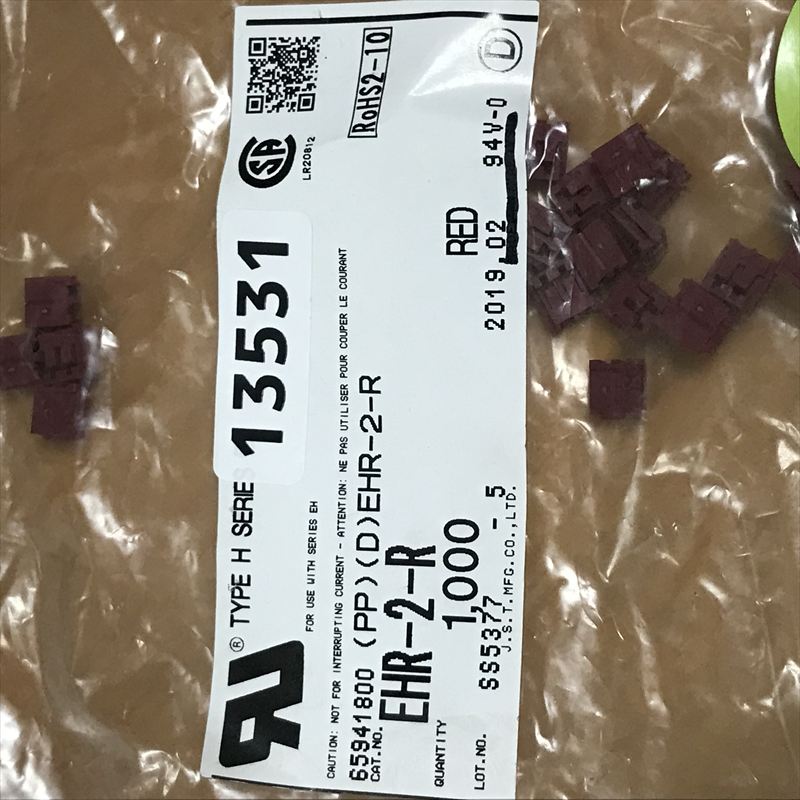 RoHS2-10
D
LR20812
13531
® TYPE H SERIE
FOR USE WITH SERIES EH
CAUTION: NOT FOR INTERRUPTING CURRENT - ATTENTION: NE PAS UTILISER POUR COUPER LE COURANT
65941800 (PP)(D)EHR-2-R
CAT.NO. EHR-2-R
RED
2019,02 94V-0
QUANTITY 1,000
LOT.NO. SS5377 - 5
J.S.T.MFG.CO.,LTD.